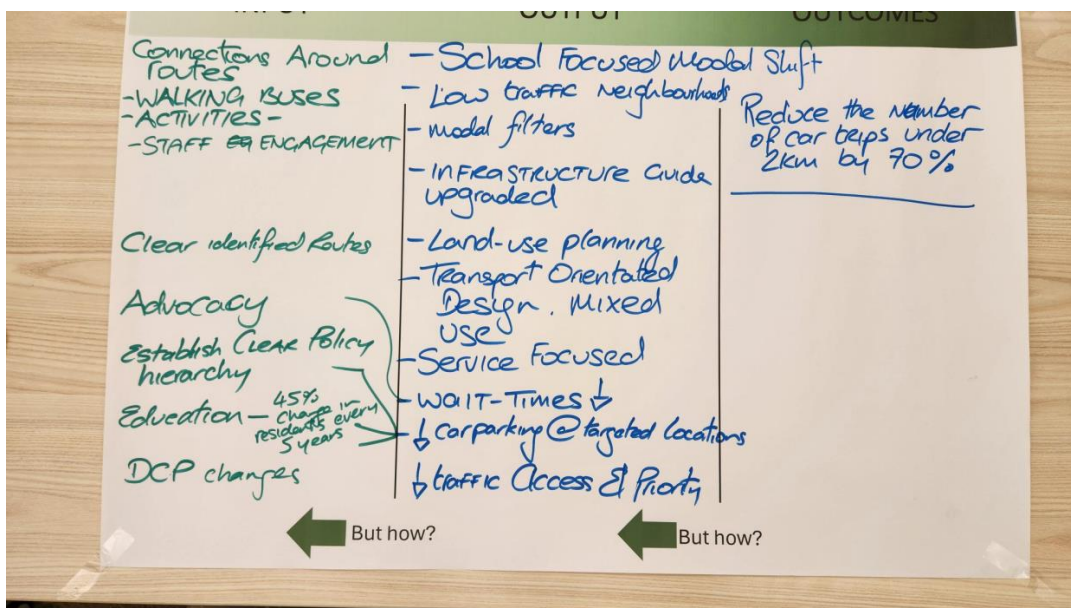 INPUT
OUTPUT
OUTCOMES
Connections Around
routes
-WALKING BUSES
-ACTIVITIES-
-STAFF ENGAGEMENT
Clear identified Routes
Advocacy
Establish CLEAR Policy
hierarchy
Education — 45%
Change in
residents every
5 years
DCP changes
- School Focused Modal Shift
- Low traffic Neighbourhoods
- modal filters
- INFRASTRUCTURE Guide
upgraded
- Land-use planning
- Transport Orientated
Design. Mixed
use
- Service Focused
- WAIT-TIMES ↓
- ↓ carparking @ targeted locations
↓ traffic Access & Priority
Reduce the Number
of car trips under
2km by 70%
But how?
But how?